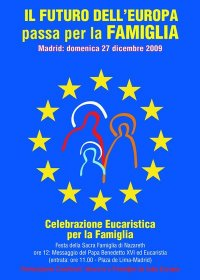 IL FUTURO DELL'EUROPA
passa per la FAMIGLIA
Madrid: domenica 27 dicembre 2009
Celebrazione Eucaristica
per la Famiglia
Festa della Sacra Famiglia di Nazareth
ore 12: Messaggio del Papa Benedetto XVI ed Eucaristia
(entrata: ore 11,00 - Plaza de Lima-Madrid)